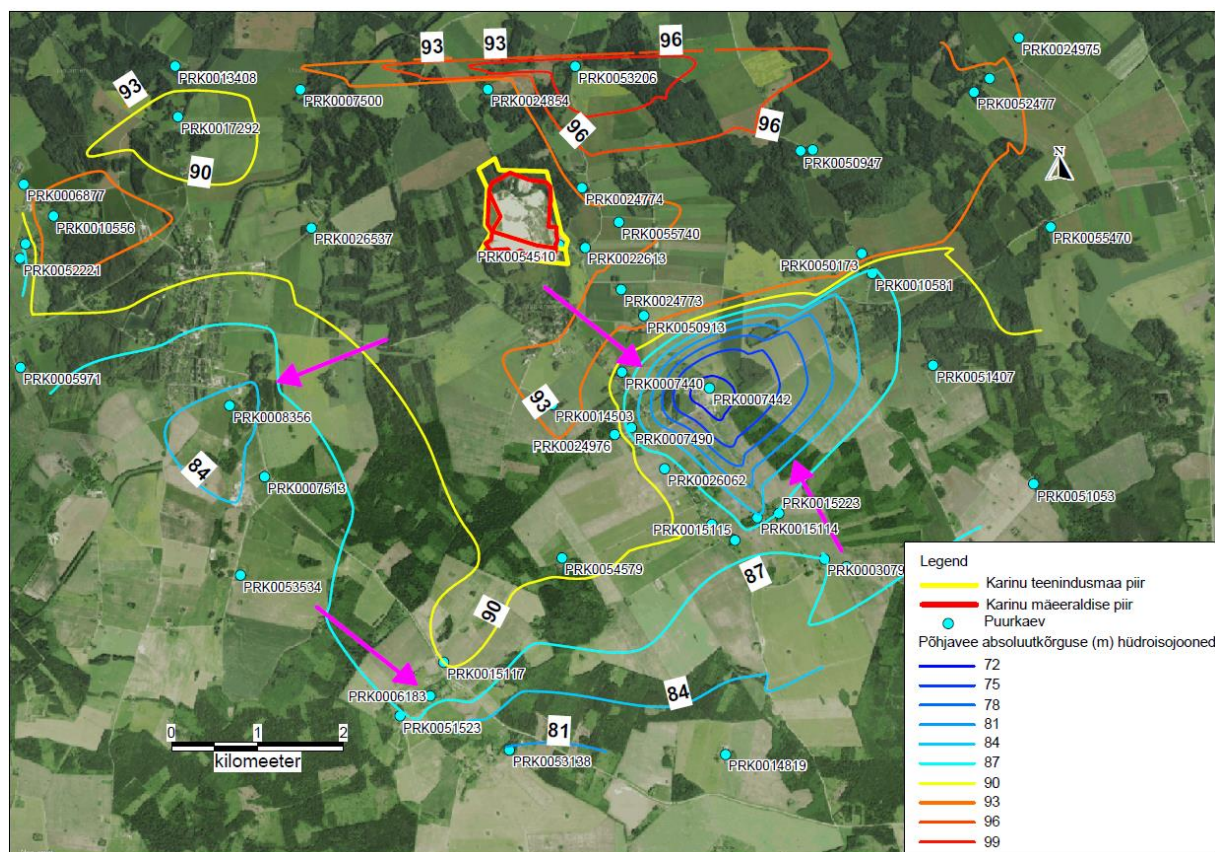 93
93
96
PRK0024975
PRK0013408
PRK0053206
93
PRK0007500
PRK0024854
PRK0052477
PRK0017292
96
96
90
PRK0050947
N
PRK0006877
PRK0024774
PRK0010556
PRK0026537
PRK0055740
PRK0055470
PRK0052221
PRK0054510
PRK0022613
PRK0050173
PRK0010581
PRK0024773
PRK0050913
PRK0005971
PRK0007440
PRK0051407
PRK0007442
93
PRK0008356
PRK0014503
PRK0024976
PRK0007490
84
PRK0007513
PRK0026062
PRK0051053
PRK0015223
PRK0015115
PRK0015114
PRK0054579
87
PRK0003079
PRK0053534
90
PRK0015117
PRK0006183
84
PRK0051523
0 1 2
kilomeeter
81
PRK0053138
PRK0014819
Legend
Karinu teenindusmaa piir
Karinu mäeeraldise piir
Puurkaev
Põhjavee absoluutkõrguse (m) hüdroisojooned
72
75
78
81
84
87
90
93
96
99